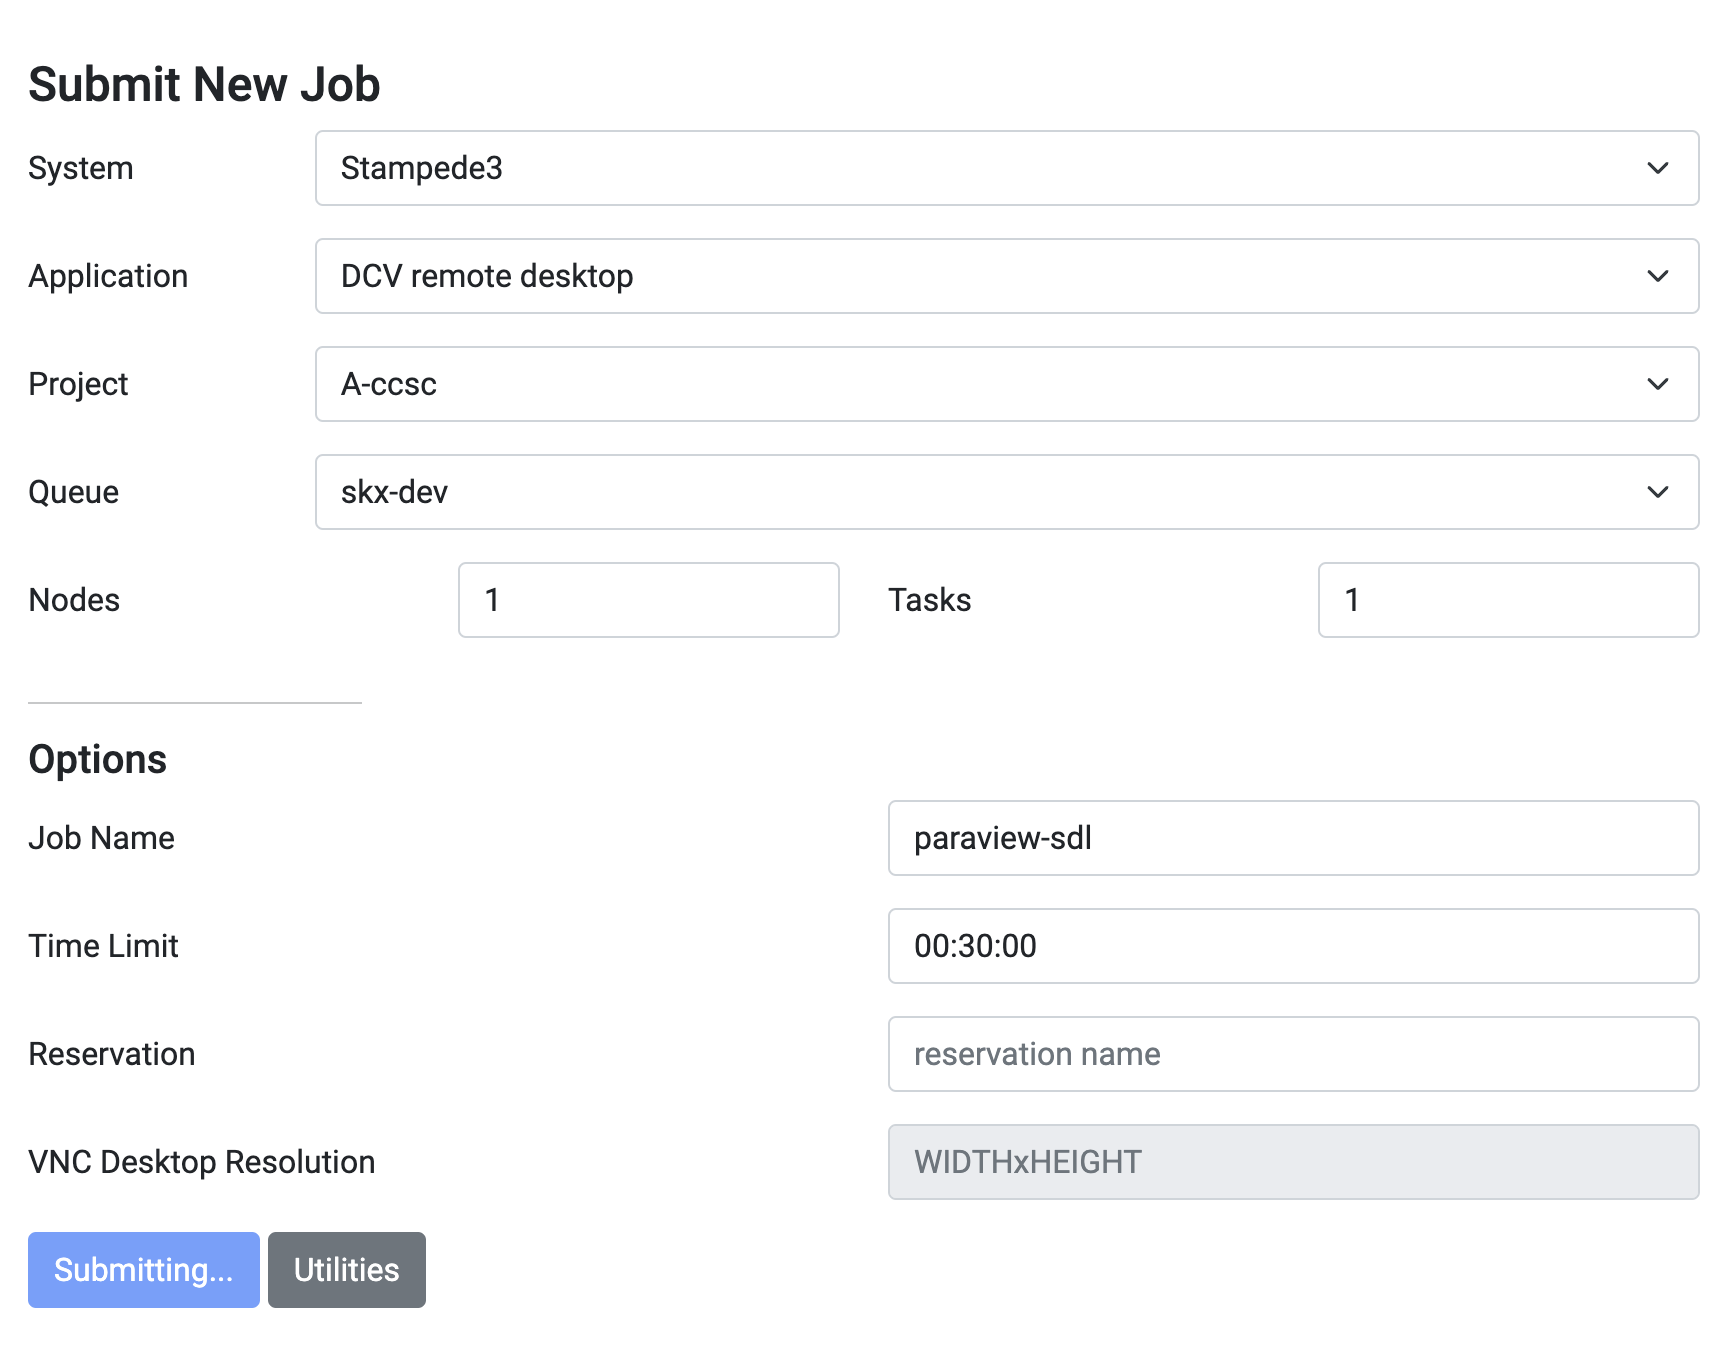 Submit New Job
System Stampede3
Application DCV remote desktop
Project A-ccsc
Queue skx-dev
Nodes 1 Tasks 1
Options
Job Name paraview-sdl
Time Limit 00:30:00
Reservation reservation name
VNC Desktop Resolution WIDTHxHEIGHT
Submitting... Utilities